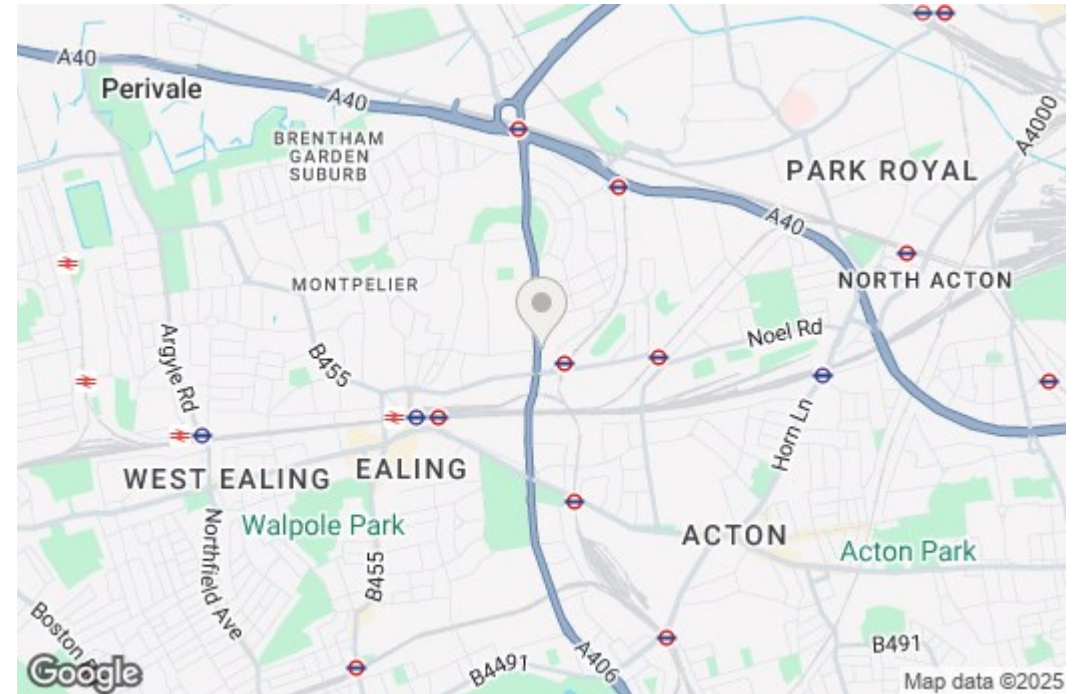 A40
Perivale
A40
BRENTHAM
GARDEN
SUBURB
A4000
PARK ROYAL
A40
MONTPELIER
NORTH ACTON
Argyle Rd
B455
Noel Rd
Horn Ln
WEST EALING
EALING
Walpole Park
Northfield Ave
B455
ACTON
Acton Park
Boston
B4491
A406
B491
Google
Map data ©2025